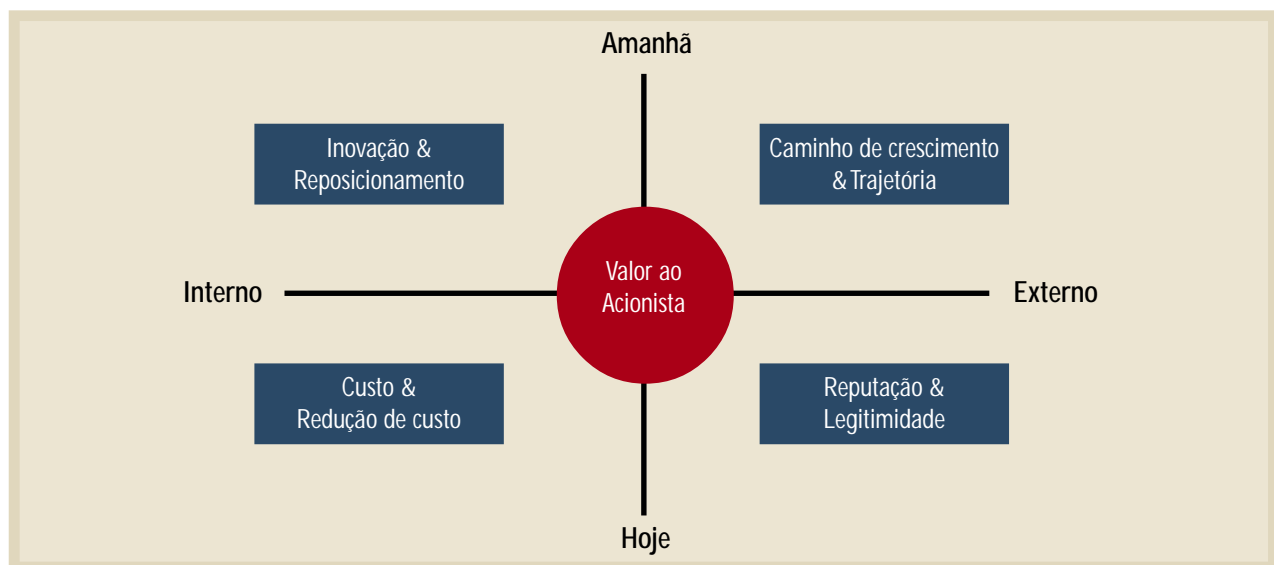 Amanhã
Inovação &
Reposicionamento
Caminho de crescimento
& Trajetória
Interno
Valor ao
Acionista
Externo
Custo &
Redução de custo
Reputação &
Legitimidade
Hoje